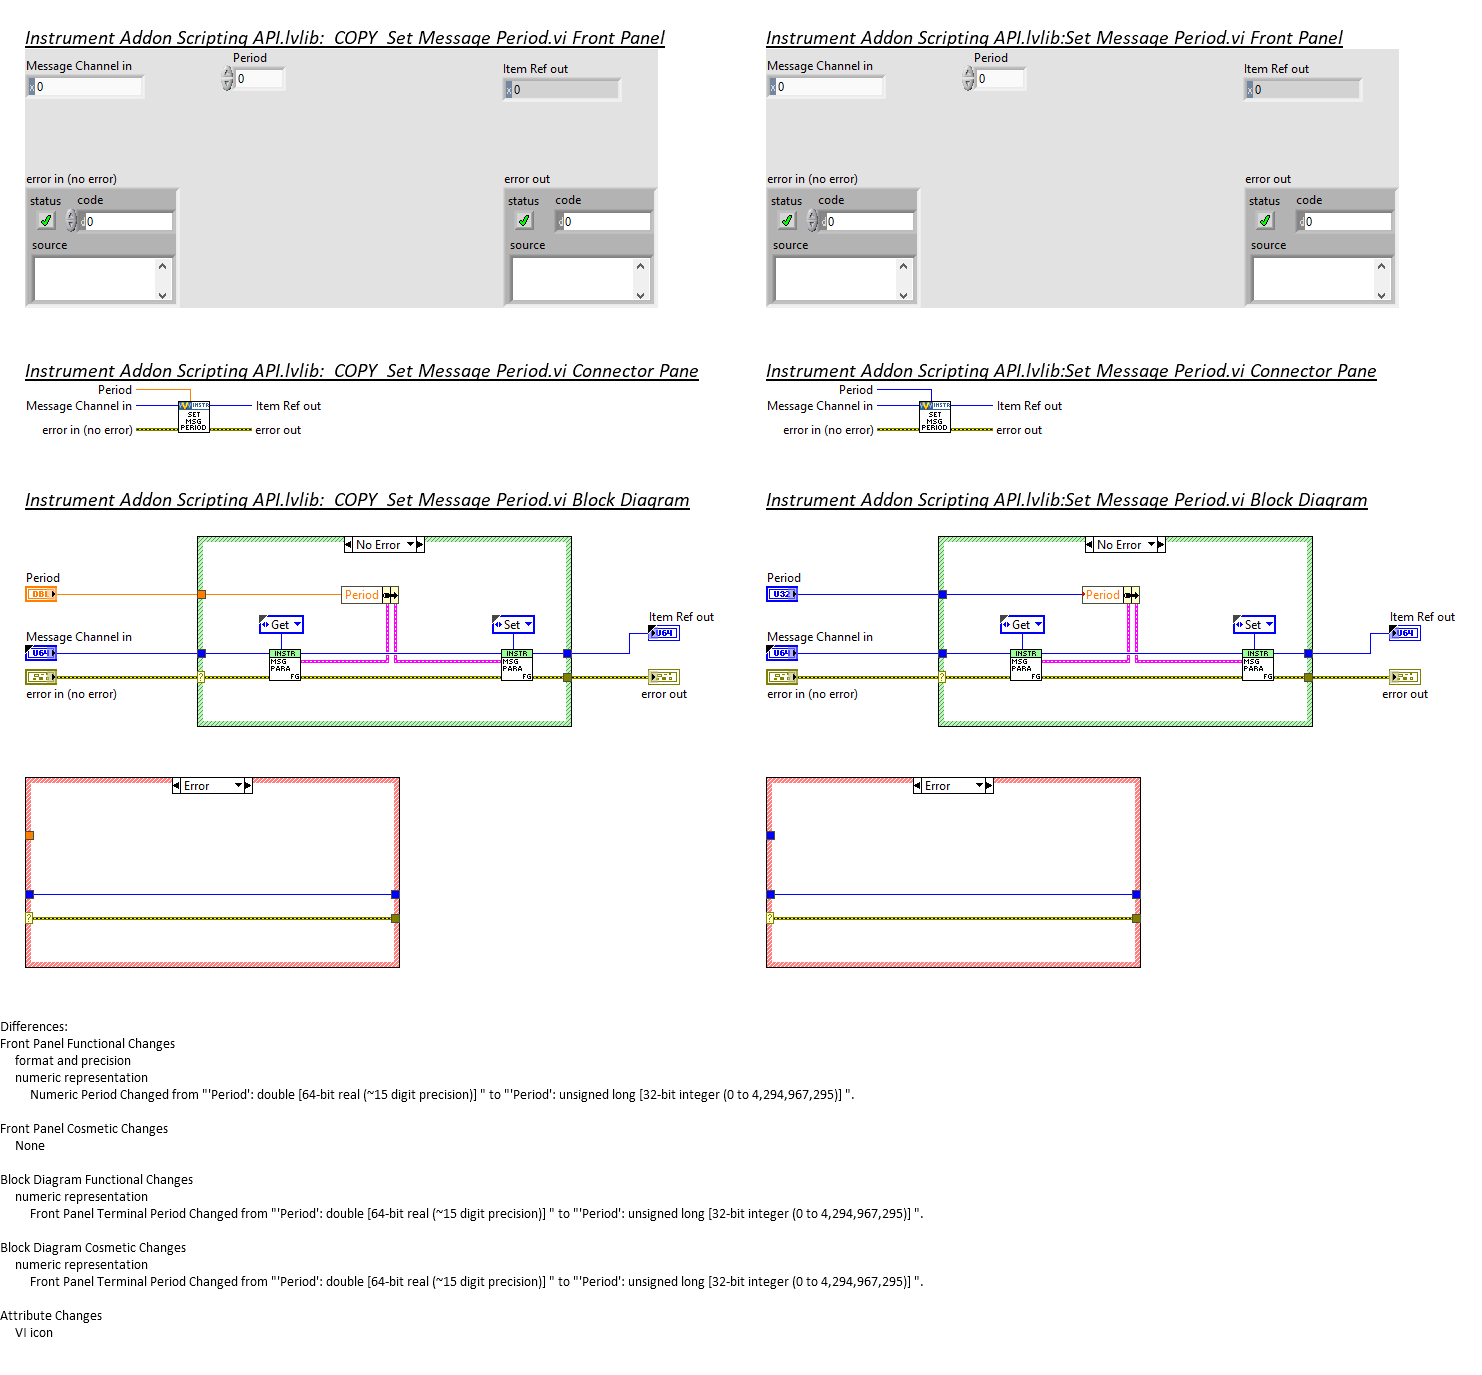 Instrument Addon Scripting API.lvlib:  COPY  Set Message Period.vi Front Panel
Message Channel in
x 0
Period
0
Item Ref out
x 0
error in (no error)
status
code
d 0
source
error out
status
code
d 0
source
Instrument Addon Scripting API.lvlib:Set Message Period.vi Front Panel
Message Channel in
x 0
Period
0
Item Ref out
x 0
error in (no error)
status
code
d 0
source
error out
status
code
d 0
source
Instrument Addon Scripting API.lvlib:  COPY  Set Message Period.vi Connector Pane
Period
Message Channel in
error in (no error)
INSTR
SET
MSG
PERIOD
Item Ref out
error out
Instrument Addon Scripting API.lvlib:Set Message Period.vi Connector Pane
Period
Message Channel in
error in (no error)
INSTR
SET
MSG
PERIOD
Item Ref out
error out
Instrument Addon Scripting API.lvlib:  COPY  Set Message Period.vi Block Diagram
No Error
Period
DBL
Period
Get
Set
Message Channel in
U64
INSTR
MSG
PARA
FG
INSTR
MSG
PARA
FG
Item Ref out
U64
?
error in (no error)
error out
Error
?
Instrument Addon Scripting API.lvlib:Set Message Period.vi Block Diagram
No Error
Period
U32
Period
Get
Set
Message Channel in
U64
INSTR
MSG
PARA
FG
INSTR
MSG
PARA
FG
Item Ref out
U64
?
error in (no error)
error out
Error
?
Differences:
Front Panel Functional Changes
format and precision
numeric representation
Numeric Period Changed from "'Period': double [64-bit real (~15 digit precision)] " to "'Period': unsigned long [32-bit integer (0 to 4,294,967,295)] ".
Front Panel Cosmetic Changes
None
Block Diagram Functional Changes
numeric representation
Front Panel Terminal Period Changed from "'Period': double [64-bit real (~15 digit precision)] " to "'Period': unsigned long [32-bit integer (0 to 4,294,967,295)] ".
Block Diagram Cosmetic Changes
numeric representation
Front Panel Terminal Period Changed from "'Period': double [64-bit real (~15 digit precision)] " to "'Period': unsigned long [32-bit integer (0 to 4,294,967,295)] ".
Attribute Changes
VI icon